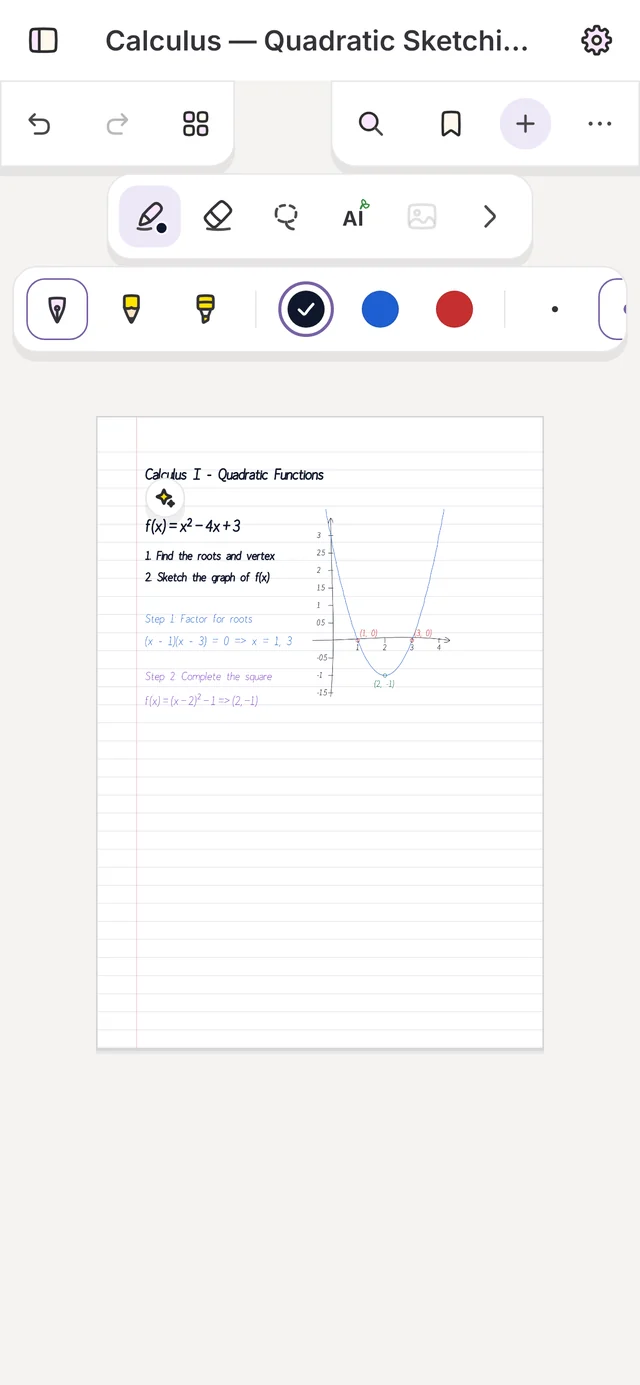 Calculus — Quadratic Sketchi...
AI
Calculus I - Quadratic Functions
f(x) = x² − 4x + 3
1. Find the roots and vertex
2. Sketch the graph of f(x)
Step 1: Factor for roots
(x - 1)(x - 3) = 0 => x = 1, 3
Step 2: Complete the square
f(x) = (x − 2)² − 1 => (2, −1)
3
2.5
2
1.5
1
0.5
-0.5
-1
-1.5
1
2
3
4
(1, 0)
(3, 0)
(2, -1)